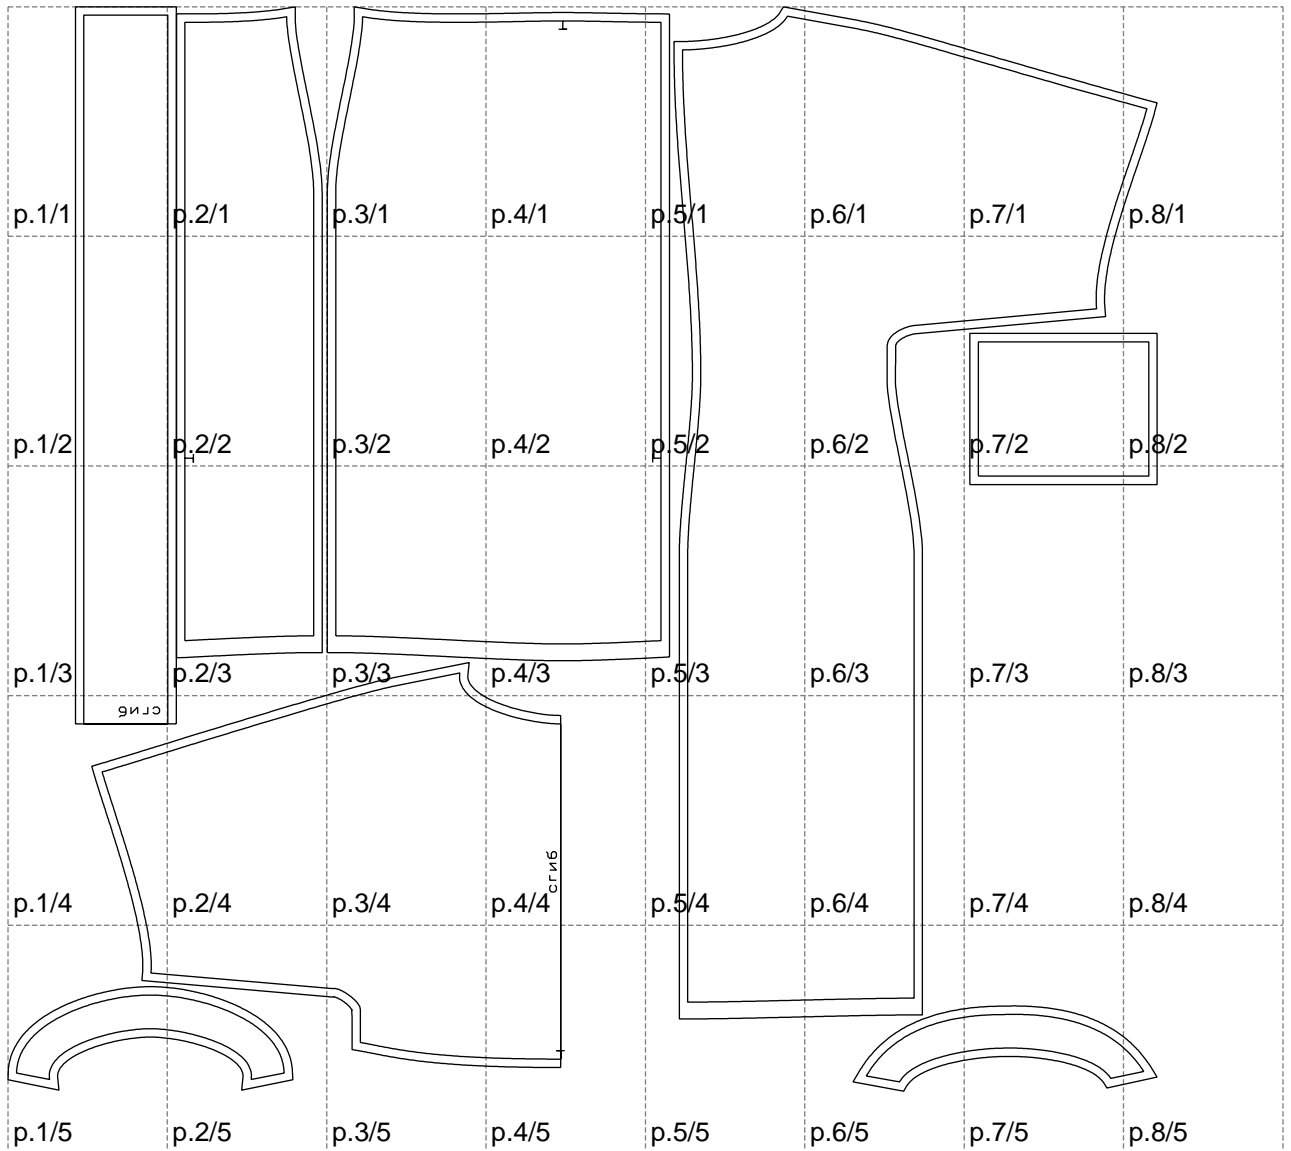 p.1/1 p.2/1 p.3/1 p.4/1 p.5/1 p.6/1 p.7/1 p.8/1
p.1/2 p.2/2 p.3/2 p.4/2 p.5/2 p.6/2 p.7/2 p.8/2
p.1/3 p.2/3 p.3/3 p.4/3 p.5/3 p.6/3 p.7/3 p.8/3
сгиб
сгиб
p.1/4 p.2/4 p.3/4 p.4/4 p.5/4 p.6/4 p.7/4 p.8/4
p.1/5 p.2/5 p.3/5 p.4/5 p.5/5 p.6/5 p.7/5 p.8/5